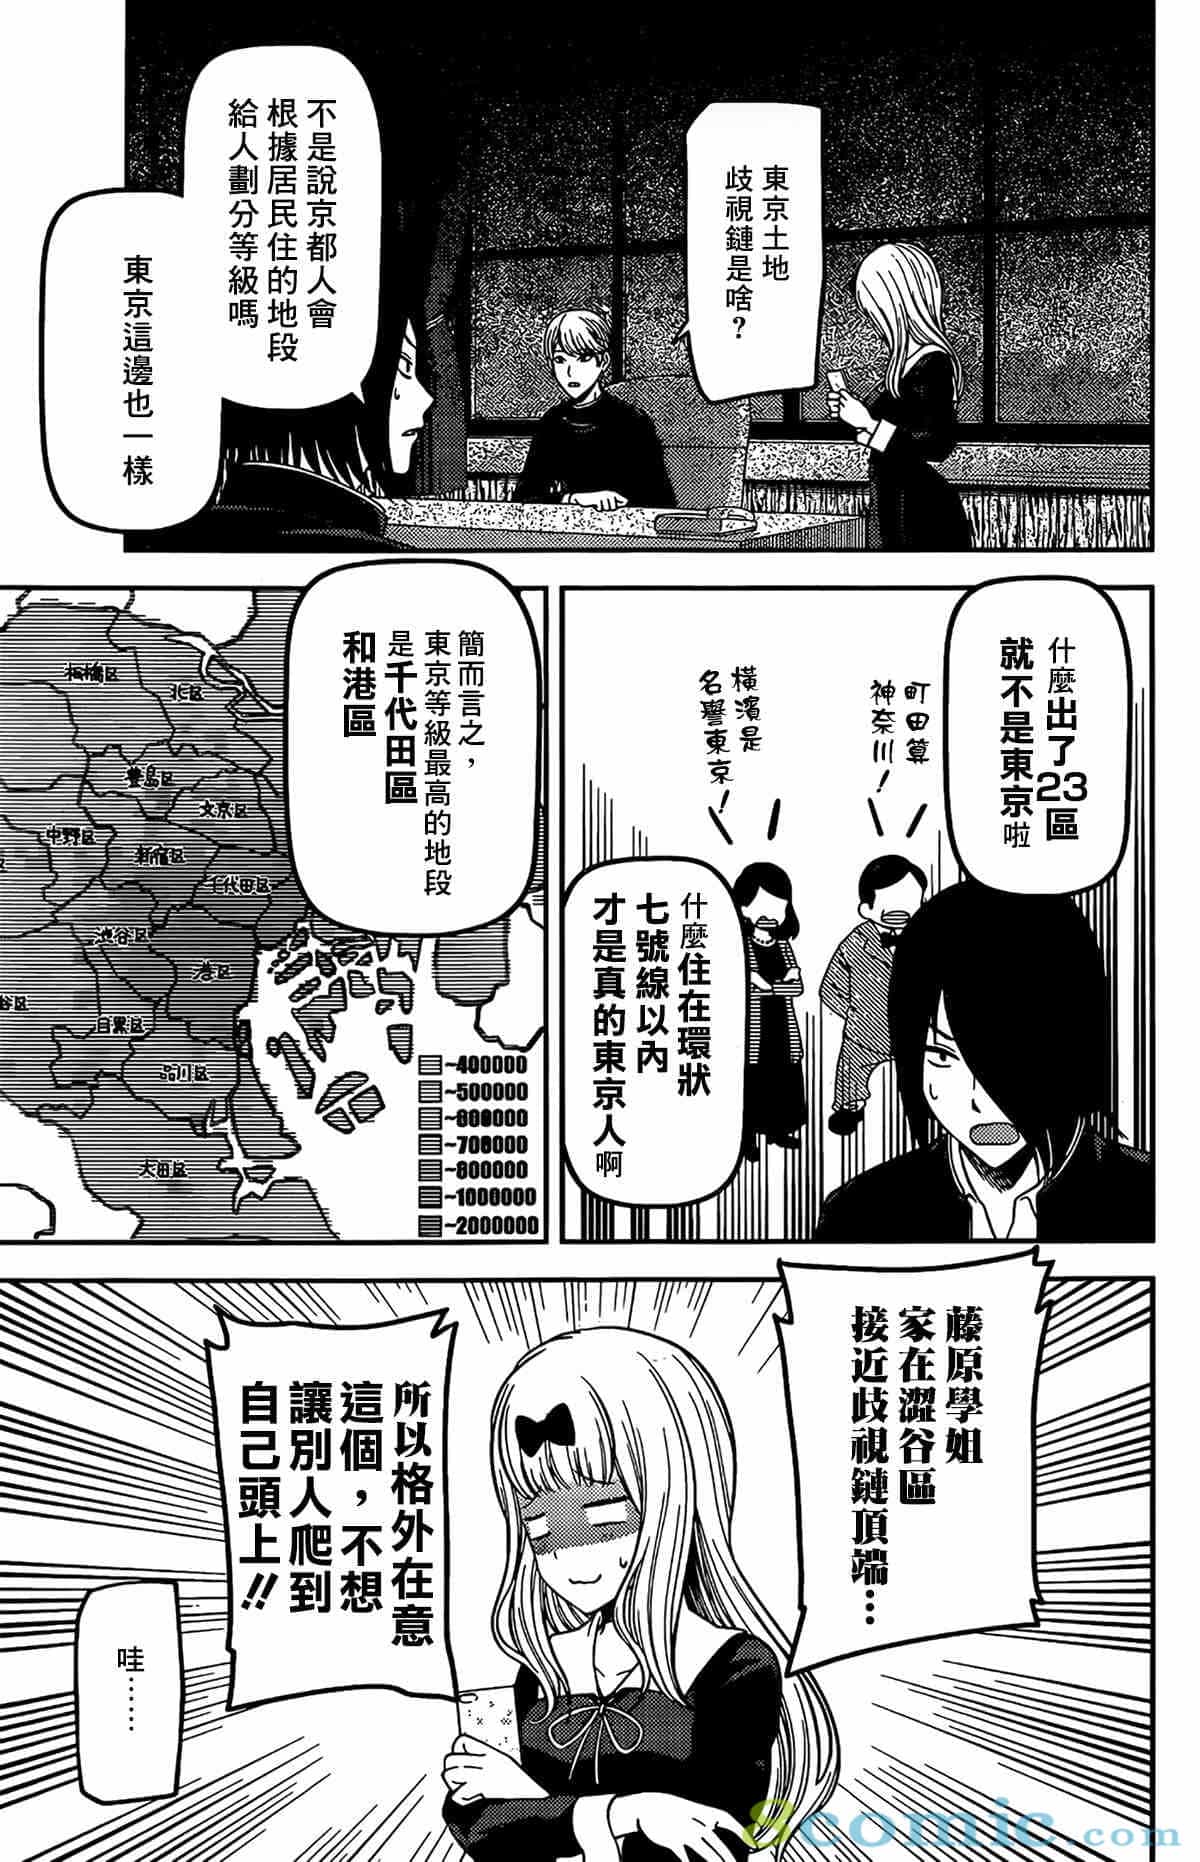 東京土地
歧視鏈是啥?
不是說京都人會
根據居民住的地段
給人劃分等級嗎
東京這邊也一樣
什麼出了23區
就不是東京啦
町田算
神奈川!
橫濱是
名譽東京!
什麼住在環狀
七號線以內
才是真的東京人啊
簡而言之,
東京等級最高的地段
是千代田區
和港區
板橋区
北区
豊島区
文京区
中野区
新宿区
千代田区
渋谷区
港区
谷区
目黒区
品川区
大田区
~400000
~500000
~600000
~700000
~800000
~1000000
~2000000
藤原學姐
家在澀谷區
接近歧視鏈頂端…
所以格外在意
這個,不想
讓別人爬到
自己頭上!!
哇……
8comic.com